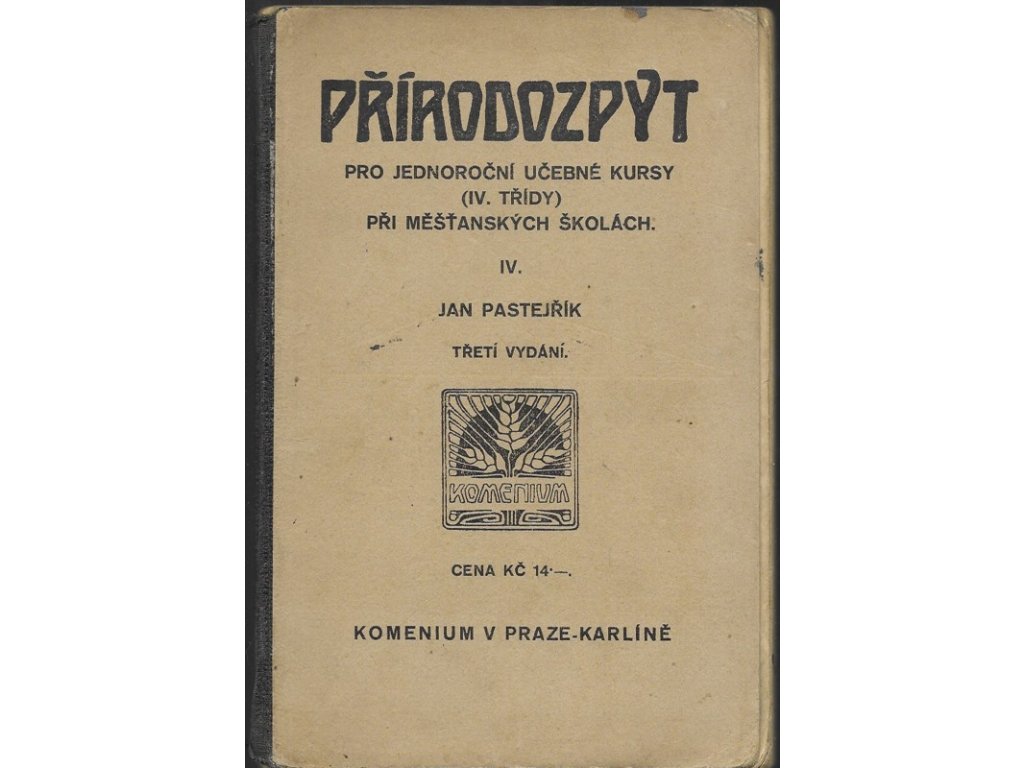 PŘÍRODOZPYT
PRO JEDNOROČNÍ UČEBNÉ KURSY
(IV. TŘÍDY)
PŘI MĚŠŤANSKÝCH ŠKOLÁCH.
IV.
JAN PASTEJŘÍK
TŘETÍ VYDÁNÍ.
KOMENIUM
CENA KČ 14·—.
KOMENIUM V PRAZE-KARLÍNĚ